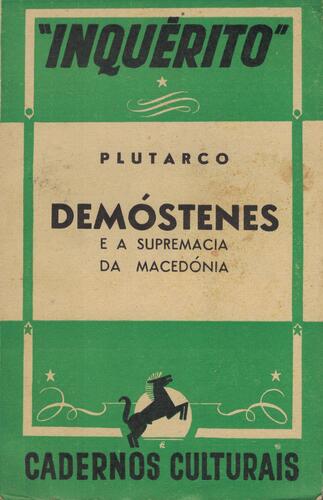 "INQUÉRITO"
PLUTARCO
DEMÓSTENES
E A SUPREMACIA
DA MACEDÓNIA
CADERNOS CULTURAIS